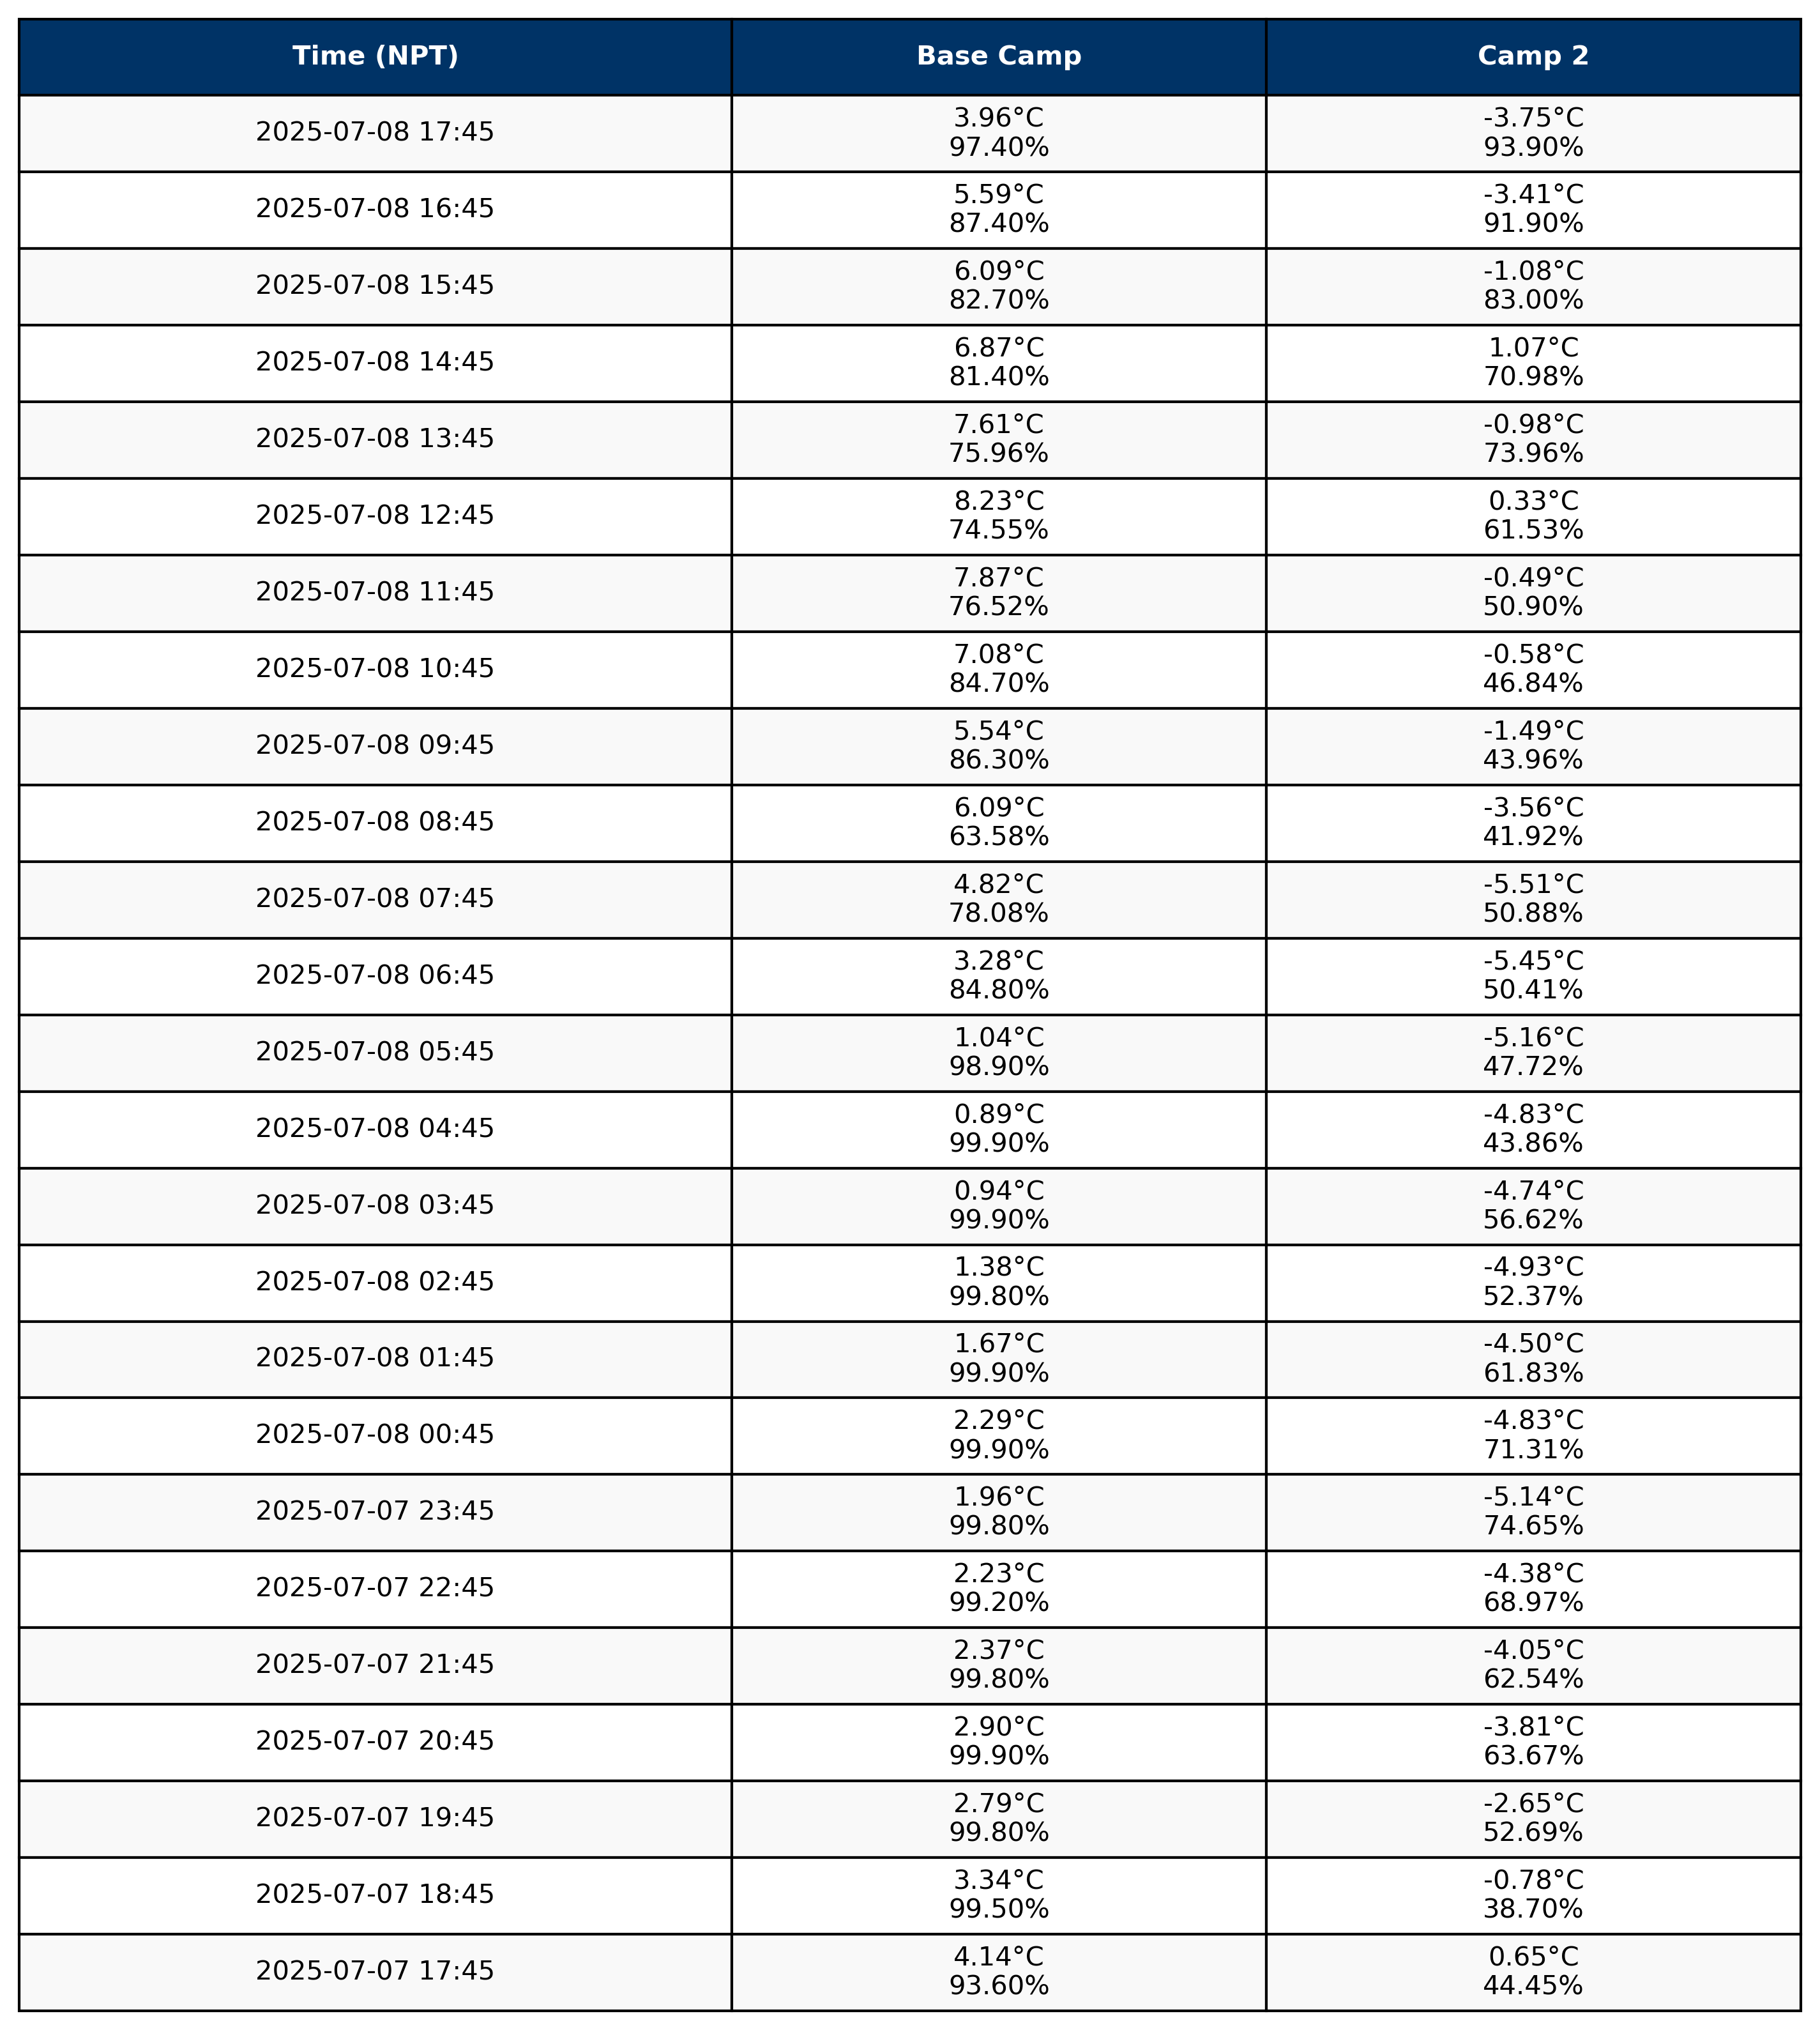 Time (NPT) Base Camp Camp 2
2025-07-08 17:45 3.96°C -3.75°C
97.40% 93.90%
2025-07-08 16:45 5.59°C -3.41°C
87.40% 91.90%
2025-07-08 15:45 6.09°C -1.08°C
82.70% 83.00%
2025-07-08 14:45 6.87°C 1.07°C
81.40% 70.98%
2025-07-08 13:45 7.61°C -0.98°C
75.96% 73.96%
2025-07-08 12:45 8.23°C 0.33°C
74.55% 61.53%
2025-07-08 11:45 7.87°C -0.49°C
76.52% 50.90%
2025-07-08 10:45 7.08°C -0.58°C
84.70% 46.84%
2025-07-08 09:45 5.54°C -1.49°C
86.30% 43.96%
2025-07-08 08:45 6.09°C -3.56°C
63.58% 41.92%
2025-07-08 07:45 4.82°C -5.51°C
78.08% 50.88%
2025-07-08 06:45 3.28°C -5.45°C
84.80% 50.41%
2025-07-08 05:45 1.04°C -5.16°C
98.90% 47.72%
2025-07-08 04:45 0.89°C -4.83°C
99.90% 43.86%
2025-07-08 03:45 0.94°C -4.74°C
99.90% 56.62%
2025-07-08 02:45 1.38°C -4.93°C
99.80% 52.37%
2025-07-08 01:45 1.67°C -4.50°C
99.90% 61.83%
2025-07-08 00:45 2.29°C -4.83°C
99.90% 71.31%
2025-07-07 23:45 1.96°C -5.14°C
99.80% 74.65%
2025-07-07 22:45 2.23°C -4.38°C
99.20% 68.97%
2025-07-07 21:45 2.37°C -4.05°C
99.80% 62.54%
2025-07-07 20:45 2.90°C -3.81°C
99.90% 63.67%
2025-07-07 19:45 2.79°C -2.65°C
99.80% 52.69%
2025-07-07 18:45 3.34°C -0.78°C
99.50% 38.70%
2025-07-07 17:45 4.14°C 0.65°C
93.60% 44.45%